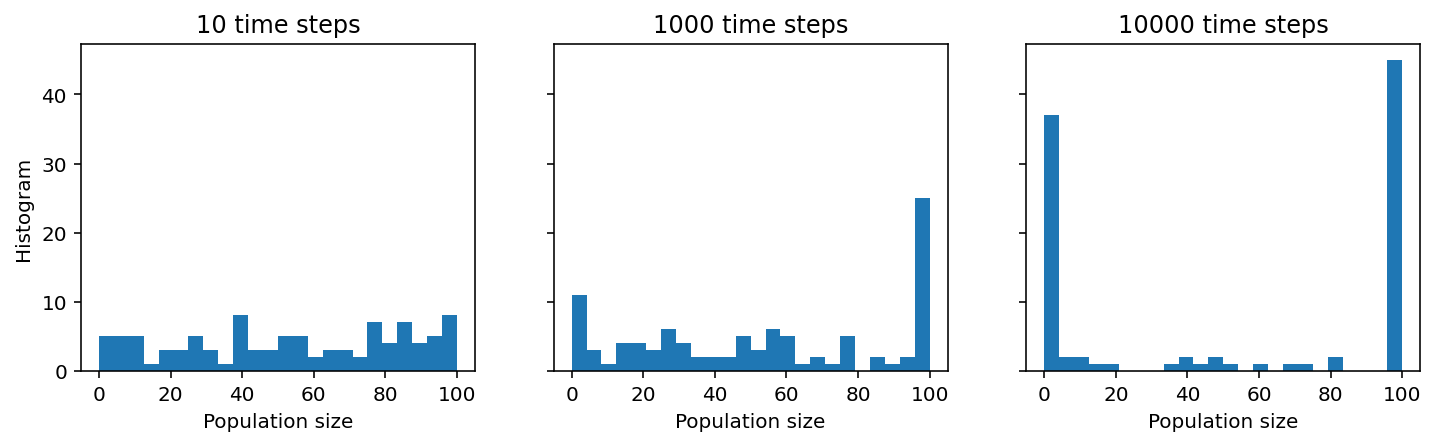 10 time steps
1000 time steps
10000 time steps
Histogram
40
30
20
10
0
0 20 40 60 80 100
0 20 40 60 80 100
0 20 40 60 80 100
Population size
Population size
Population size